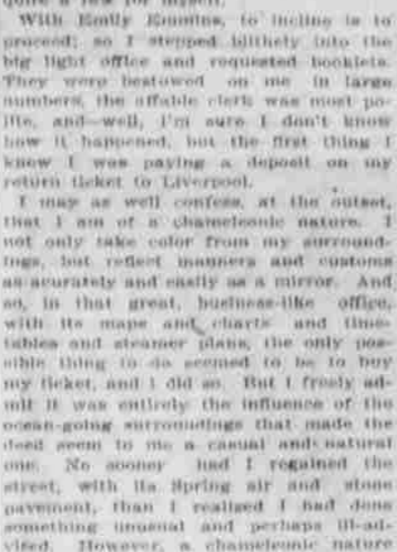 quite a few for myself.
With Emily Emmins, to incline is to
proceed; so I stepped blithely into the
big light office and requested booklets.
They were bestowed on me in large
numbers, the affable clerk was most po-
lite, and—well, I'm sure I don't know
how it happened, but the first thing I
knew I was paying a deposit on my
return ticket to Liverpool.
I may as well confess, at the outset,
that I am of a chameleonic nature. I
not only take color from my surround-
ings, but reflect manners and customs
as acurately and easily as a mirror. And
so, in that great, business-like office,
with its maps and charts and time-
tables and steamer plans, the only pos-
sible thing to do seemed to be to buy
my ticket, and I did so. But I freely ad-
mit it was entirely the influence of the
ocean-going surroundings that made the
deed seem to me a casual and natural
one. No sooner had I regained the
street, with its Spring air and stone
pavement, than I realized I had done
something unusual and perhaps ill-ad-
vised. However, a chameleonic nature